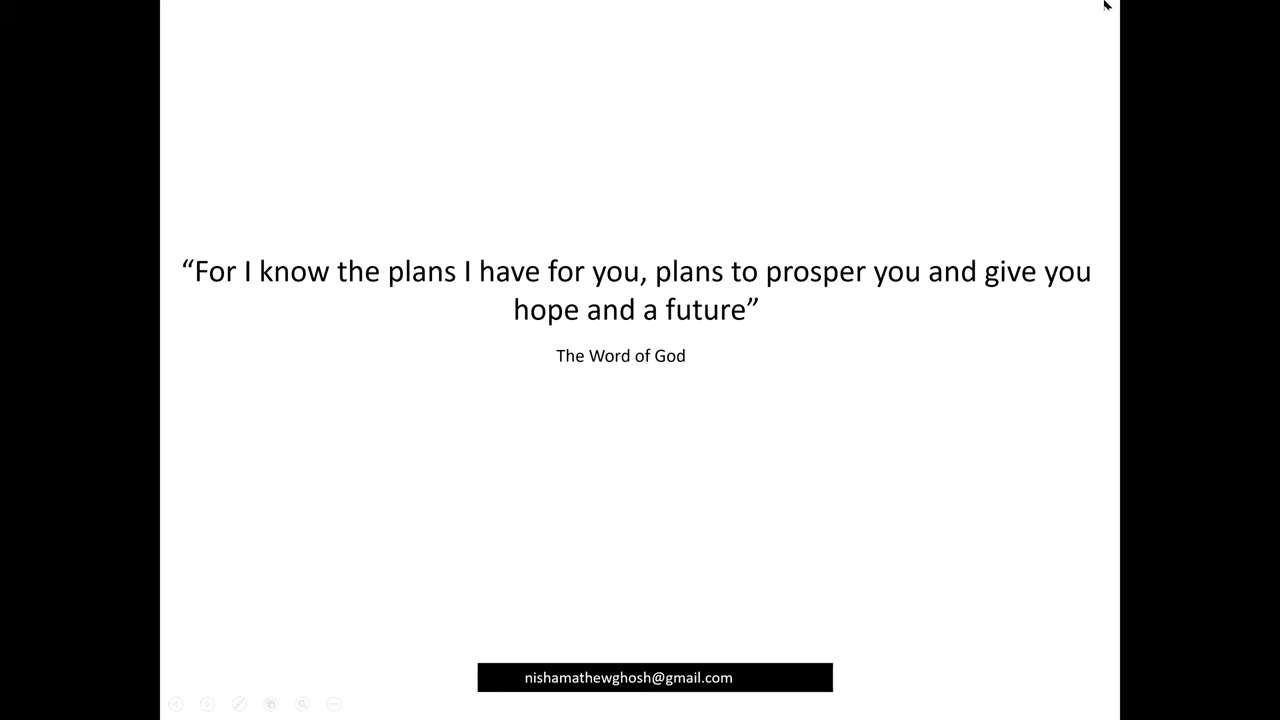 “For I know the plans I have for you, plans to prosper you and give you
hope and a future”
The Word of God
nishamathewghosh@gmail.com